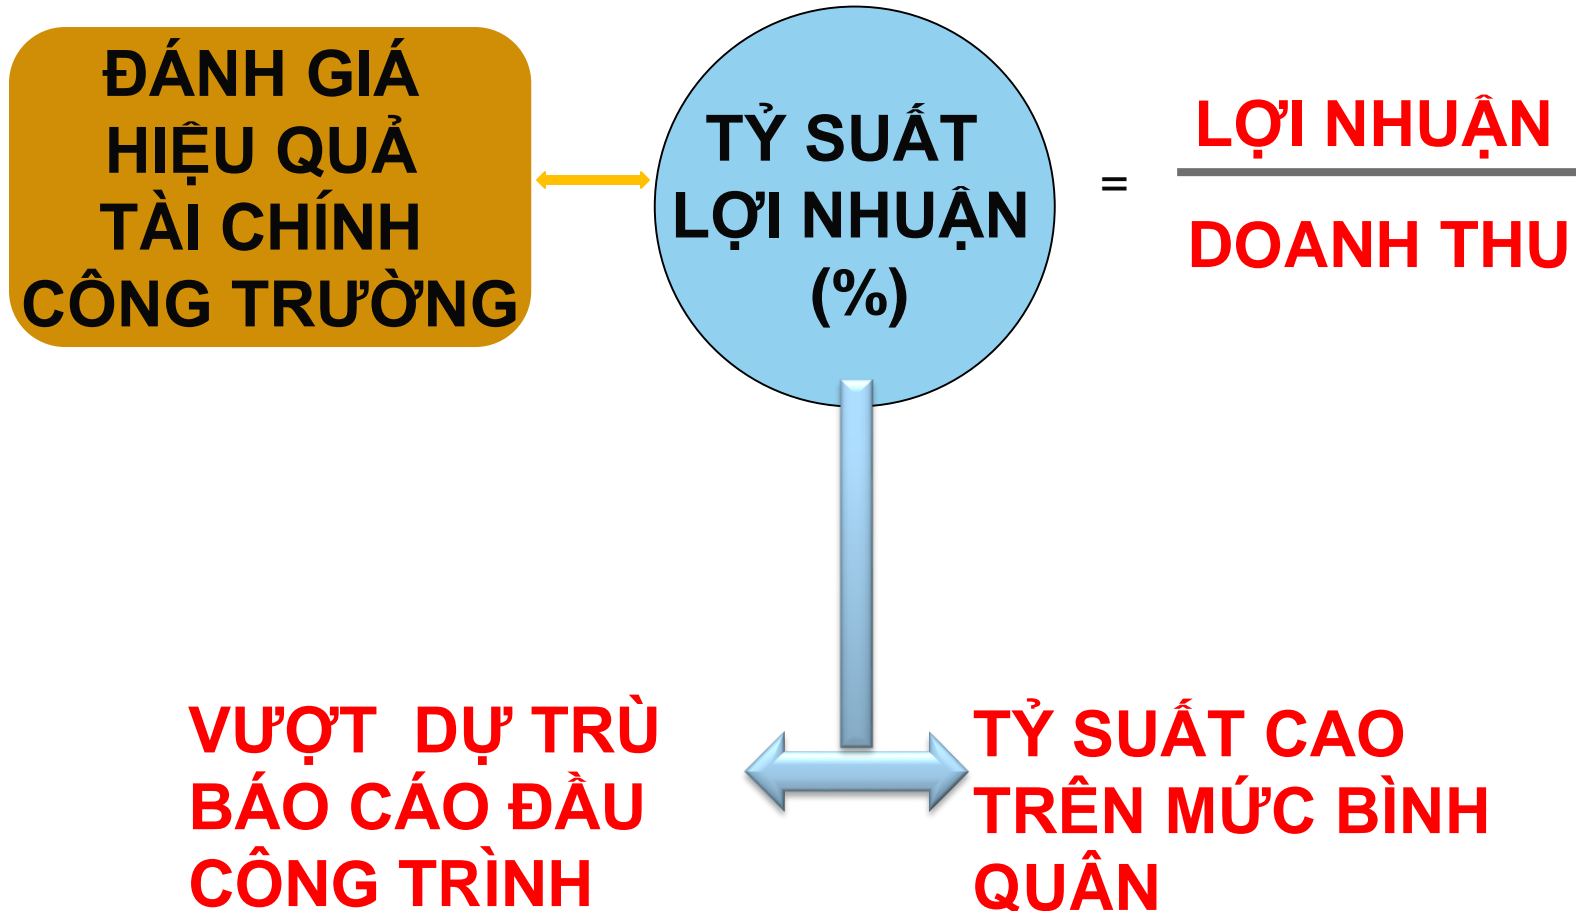 ĐÁNH GIÁ
HIỆU QUẢ
TÀI CHÍNH
CÔNG TRƯỜNG
TỶ SUẤT
LỢI NHUẬN
(%)
=
LỢI NHUẬN
DOANH THU
VƯỢT DỰ TRÙ
BÁO CÁO ĐẦU
CÔNG TRÌNH
TỶ SUẤT CAO
TRÊN MỨC BÌNH
QUÂN